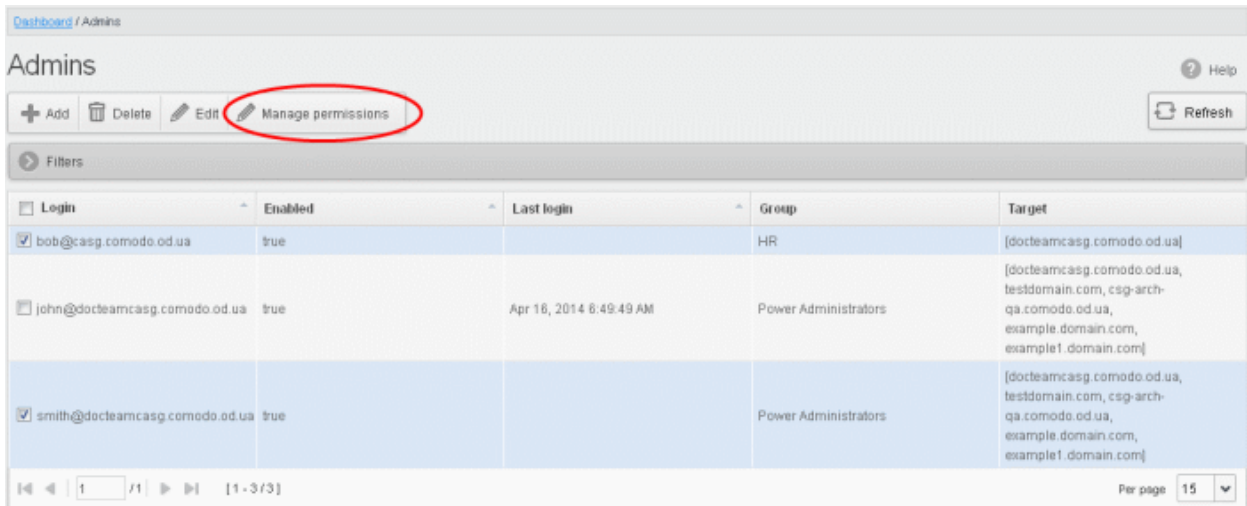 Dashboard / Admins
Admins
Help
Add Delete Edit Manage permissions
Refresh
Filters
Login Enabled Last login Group Target
bob@casg.comodo.od.ua true HR [docteamcasg.comodo.od.ua]
[docteamcasg.comodo.od.ua,
testdomain.com, csg-arch-
john@docteamcasg.comodo.od.ua true Apr 16, 2014 6:49:49 AM Power Administrators qa.comodo.od.ua,
example.domain.com,
example1.domain.com]
[docteamcasg.comodo.od.ua,
testdomain.com, csg-arch-
smith@docteamcasg.comodo.od.ua true Power Administrators qa.comodo.od.ua,
example.domain.com,
example1.domain.com]
1 /1 [1 - 3 / 3] Per page 15